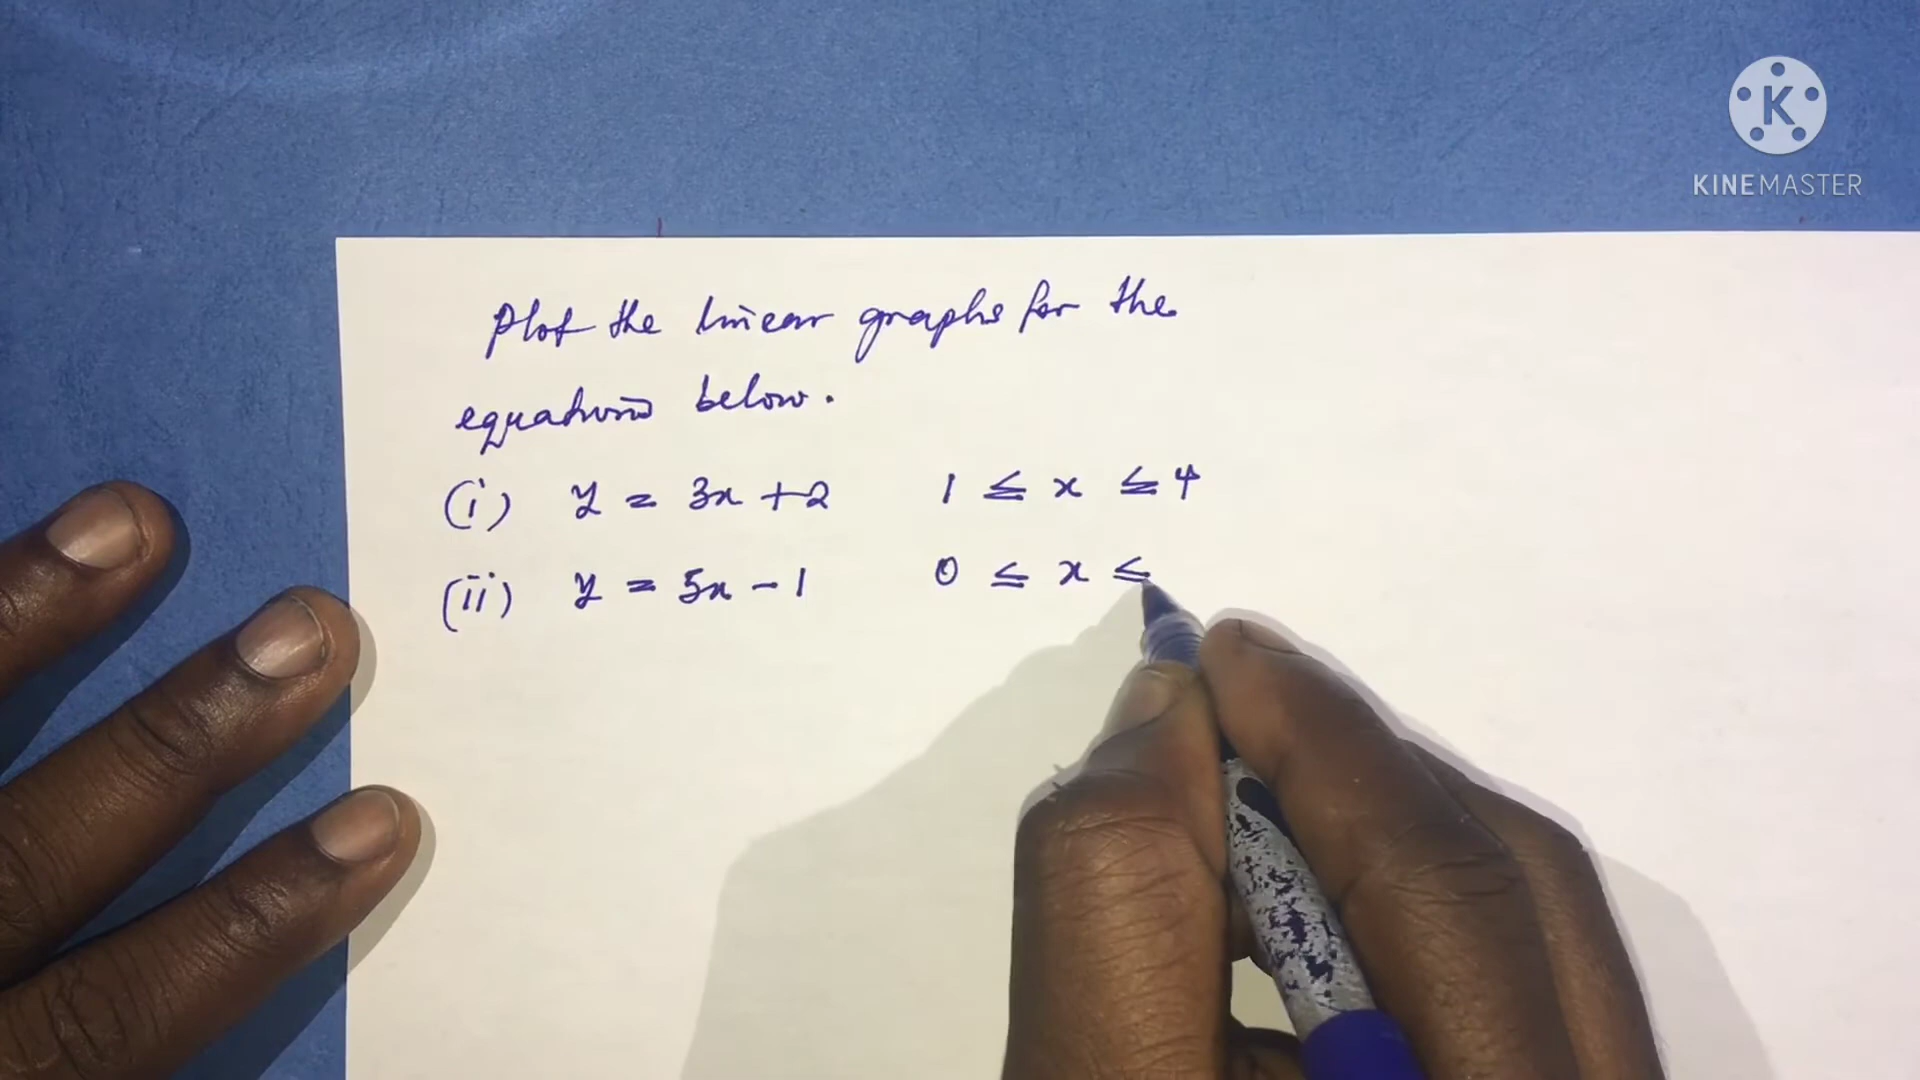 K
KINEMASTER
Plot the linear graphs for the
equations below.
(i) y = 3x + 2 1 ≤ x ≤ 4
(ii) y = 5x - 1 0 ≤ x ≤